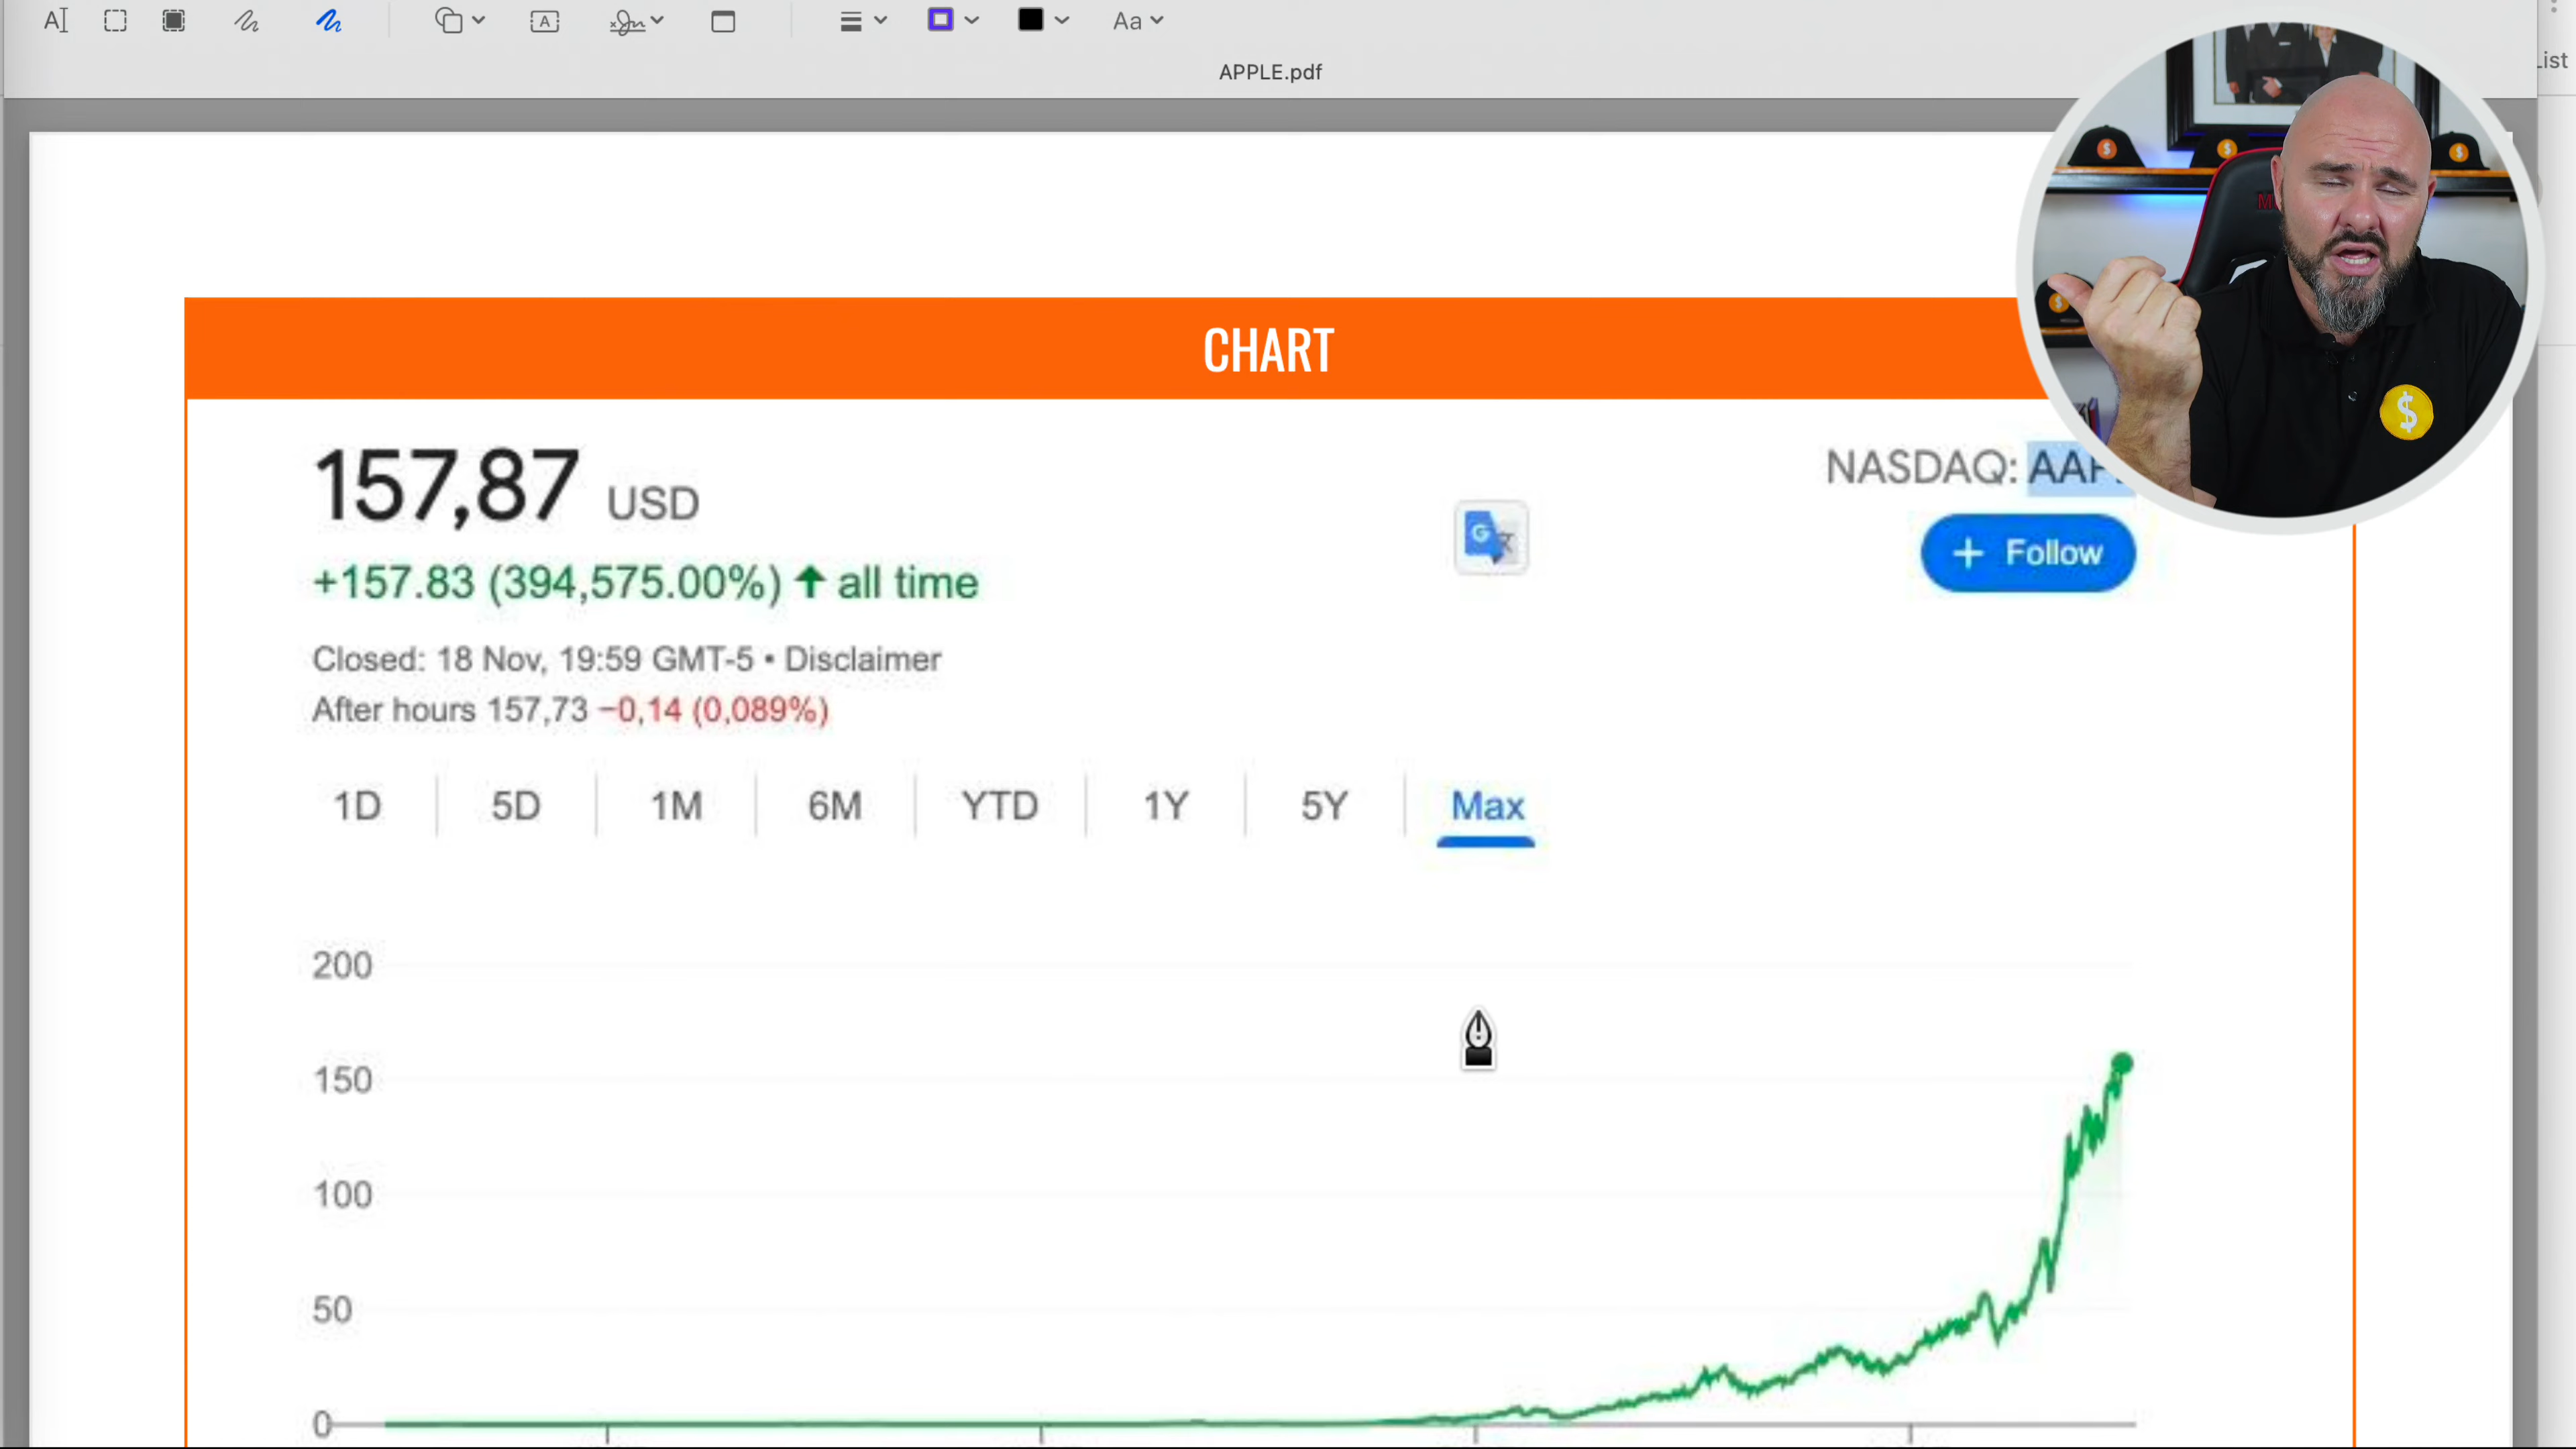 APPLE.pdf
List
CHART
157,87 USD
NASDAQ:
+ Follow
+157.83 (394,575.00%) ↑ all time
Closed: 18 Nov, 19:59 GMT-5 • Disclaimer
After hours 157,73 −0,14 (0,089%)
1D 5D 1M 6M YTD 1Y 5Y Max
200
150
100
50
0